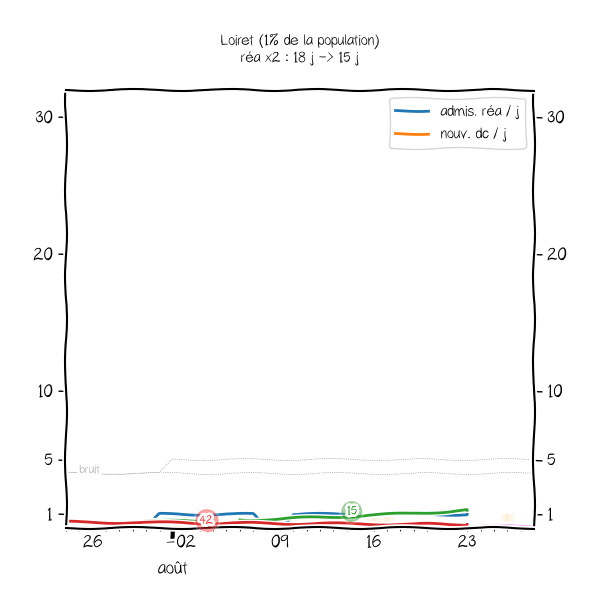 Loiret (1% de la population)
réa x2 : 18 j -> 15 j
admis. réa / j
nouv. dc / j
30
30
20
20
10
10
5
5
bruit
1
1
42
15
26
02
09
16
23
août